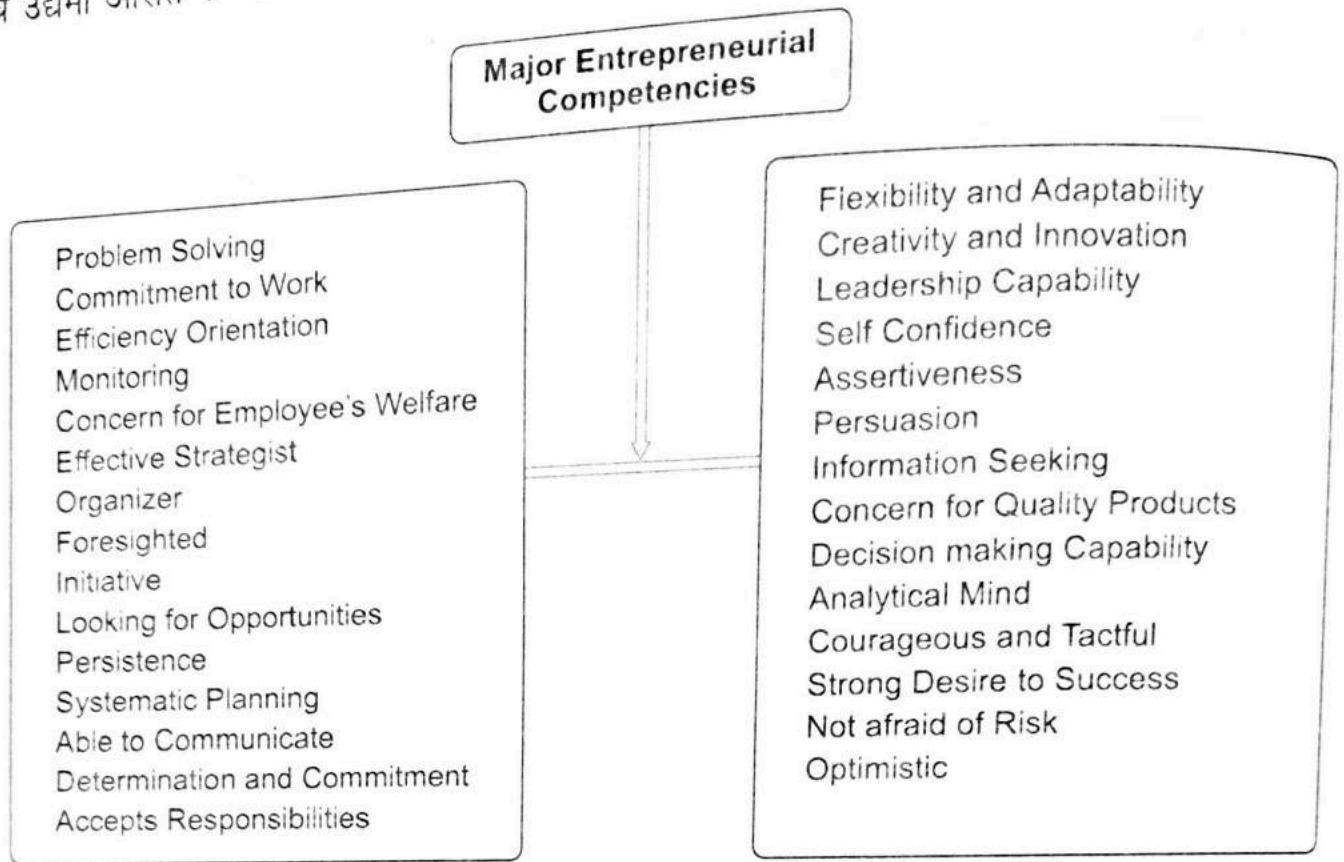 उद्यमी
Major Entrepreneurial
Competencies
Problem Solving
Commitment to Work
Efficiency Orientation
Monitoring
Concern for Employee's Welfare
Effective Strategist
Organizer
Foresighted
Initiative
Looking for Opportunities
Persistence
Systematic Planning
Able to Communicate
Determination and Commitment
Accepts Responsibilities
Flexibility and Adaptability
Creativity and Innovation
Leadership Capability
Self Confidence
Assertiveness
Persuasion
Information Seeking
Concern for Quality Products
Decision making Capability
Analytical Mind
Courageous and Tactful
Strong Desire to Success
Not afraid of Risk
Optimistic